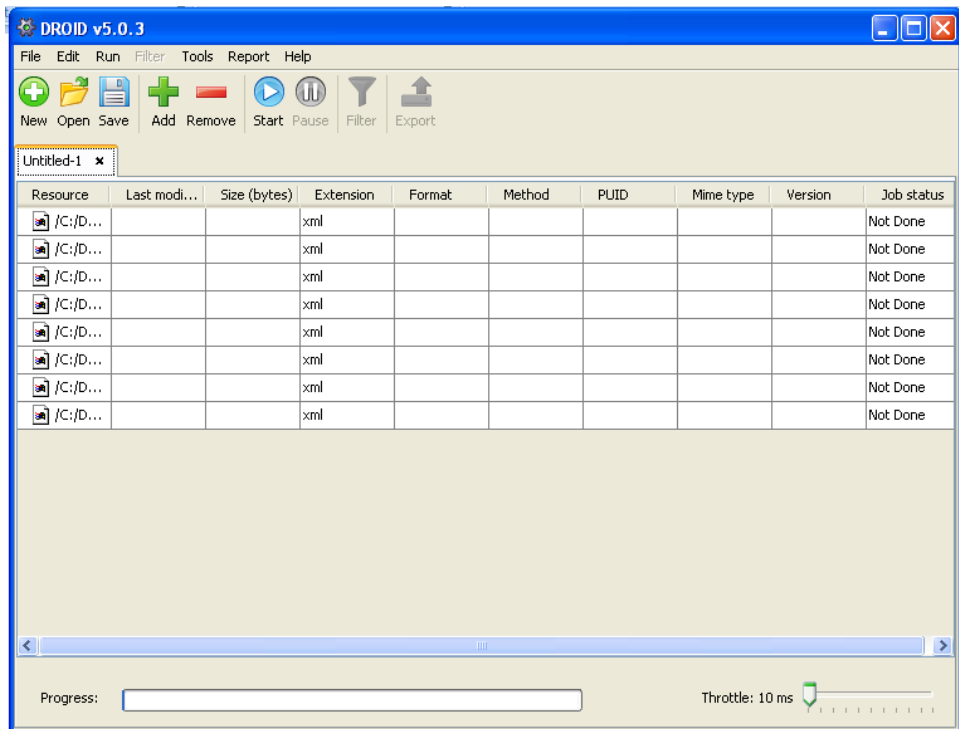 DROID v5.0.3
File Edit Run Filter Tools Report Help
New Open Save Add Remove Start Pause Filter Export
Untitled-1
Resource Last modi... Size (bytes) Extension Format Method PUID Mime type Version Job status
/C:/D... xml Not Done
/C:/D... xml Not Done
/C:/D... xml Not Done
/C:/D... xml Not Done
/C:/D... xml Not Done
/C:/D... xml Not Done
/C:/D... xml Not Done
/C:/D... xml Not Done
Progress: Throttle: 10 ms